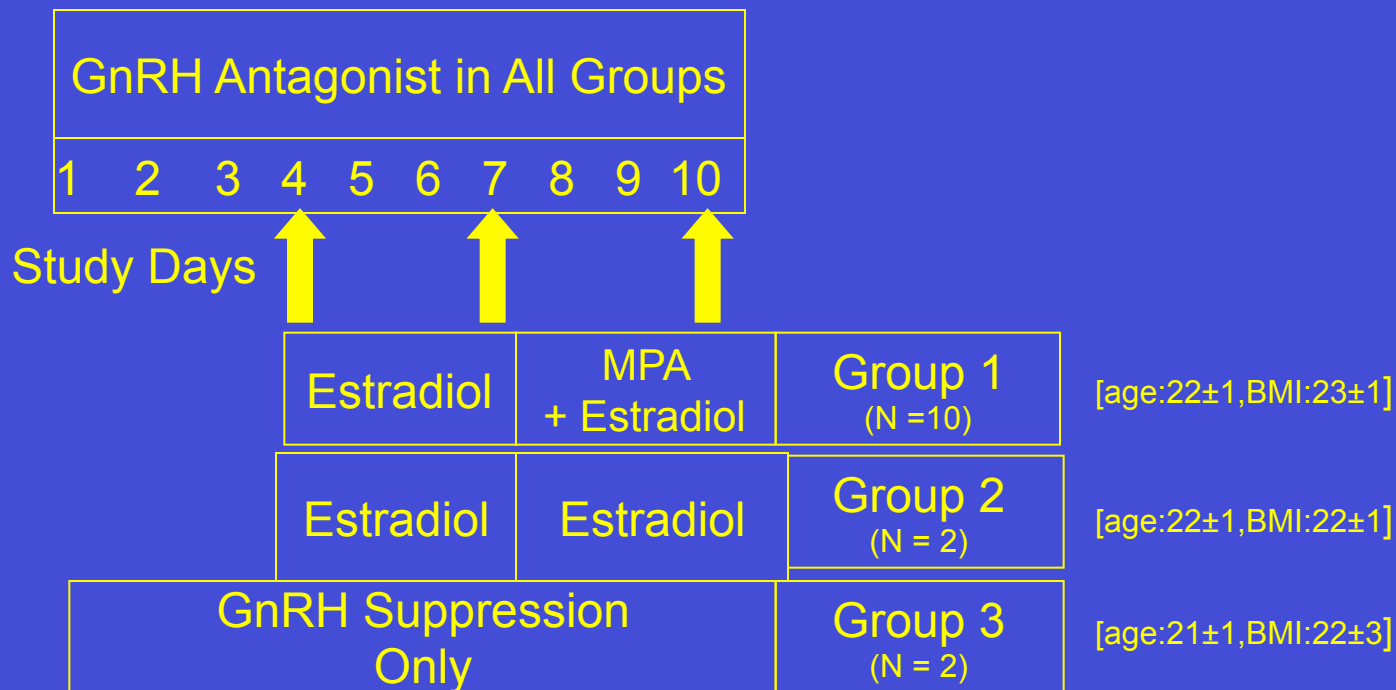 GnRH Antagonist in All Groups
1 2 3 4 5 6 7 8 9 10
Study Days
Estradiol
MPA
+ Estradiol
Group 1
(N =10)
[age:22±1,BMI:23±1]
Estradiol
Estradiol
Group 2
(N = 2)
[age:22±1,BMI:22±1]
GnRH Suppression
Only
Group 3
(N = 2)
[age:21±1,BMI:22±3]